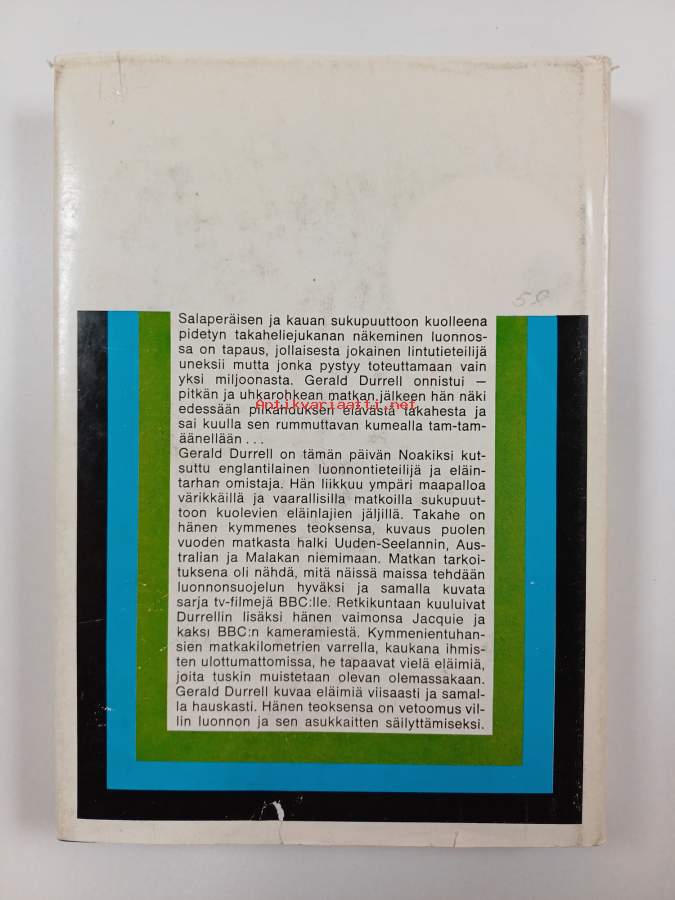 58
Salaperäisen ja kauan sukupuuttoon kuolleena
pidetyn takaheliejukanan näkeminen luonnos-
sa on tapaus, jollaisesta jokainen lintutieteilijä
uneksii mutta jonka pystyy toteuttamaan vain
yksi miljoonasta. Gerald Durrell onnistui —
pitkän ja uhkarohkean matkan jälkeen hän näki
Antikvariaatti.net
edessään pilkahduksen elävästä takahesta ja
sai kuulla sen rummuttavan kumealla tam-tam-
äänellään . . .
Gerald Durrell on tämän päivän Noakiksi kut-
suttu englantilainen luonnontieteilijä ja eläin-
tarhan omistaja. Hän liikkuu ympäri maapalloa
värikkäillä ja vaarallisilla matkoilla sukupuut-
toon kuolevien eläinlajien jäljillä. Takahe on
hänen kymmenes teoksensa, kuvaus puolen
vuoden matkasta halki Uuden-Seelannin, Aus-
tralian ja Malakan niemimaan. Matkan tarkoi-
tuksena oli nähdä, mitä näissä maissa tehdään
luonnonsuojelun hyväksi ja samalla kuvata
sarja tv-filmejä BBC:lle. Retkikuntaan kuuluivat
Durrellin lisäksi hänen vaimonsa Jacquie ja
kaksi BBC:n kameramiestä. Kymmenientuhan-
sien matkakilometrien varrella, kaukana ihmis-
ten ulottumattomissa, he tapaavat vielä eläimiä,
joita tuskin muistetaan olevan olemassakaan.
Gerald Durrell kuvaa eläimiä viisaasti ja samal-
la hauskasti. Hänen teoksensa on vetoomus vil-
lin luonnon ja sen asukkaitten säilyttämiseksi.